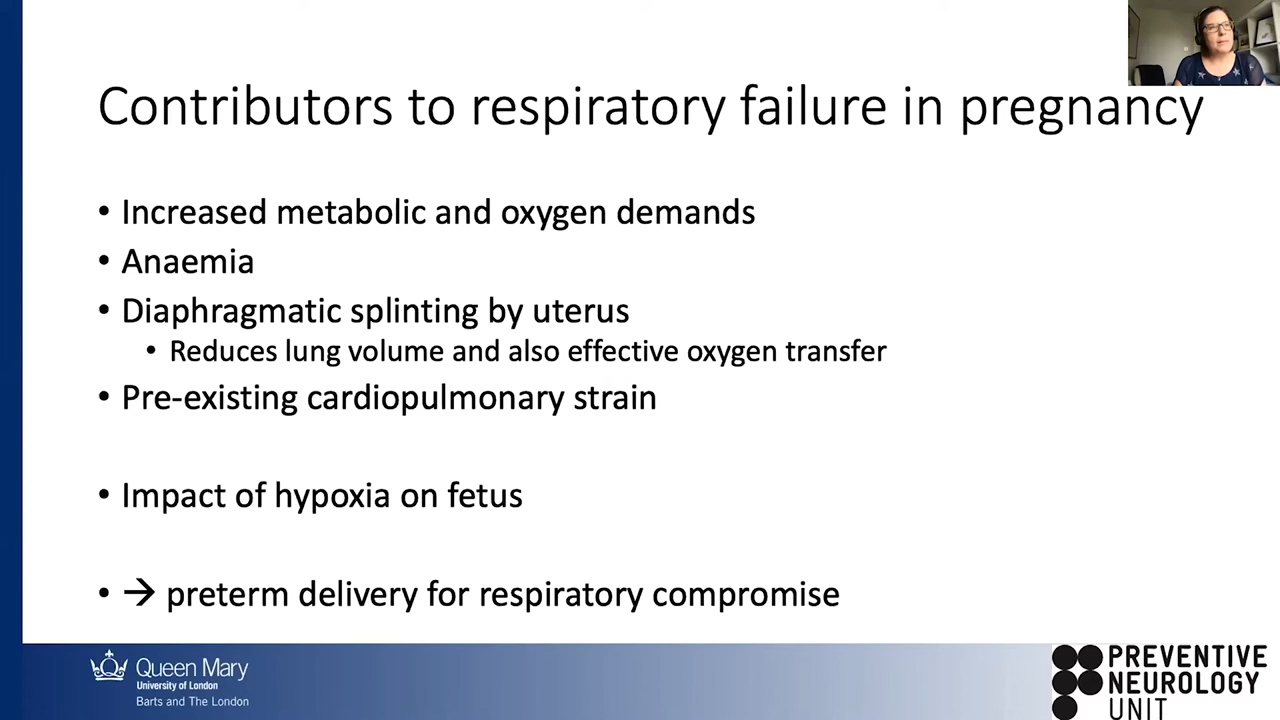 Contributors to respiratory failure in pregnancy
• Increased metabolic and oxygen demands
• Anaemia
• Diaphragmatic splinting by uterus
• Reduces lung volume and also effective oxygen transfer
• Pre-existing cardiopulmonary strain
• Impact of hypoxia on fetus
• → preterm delivery for respiratory compromise
Queen Mary
University of London
Barts and The London
PREVENTIVE
NEUROLOGY
UNIT